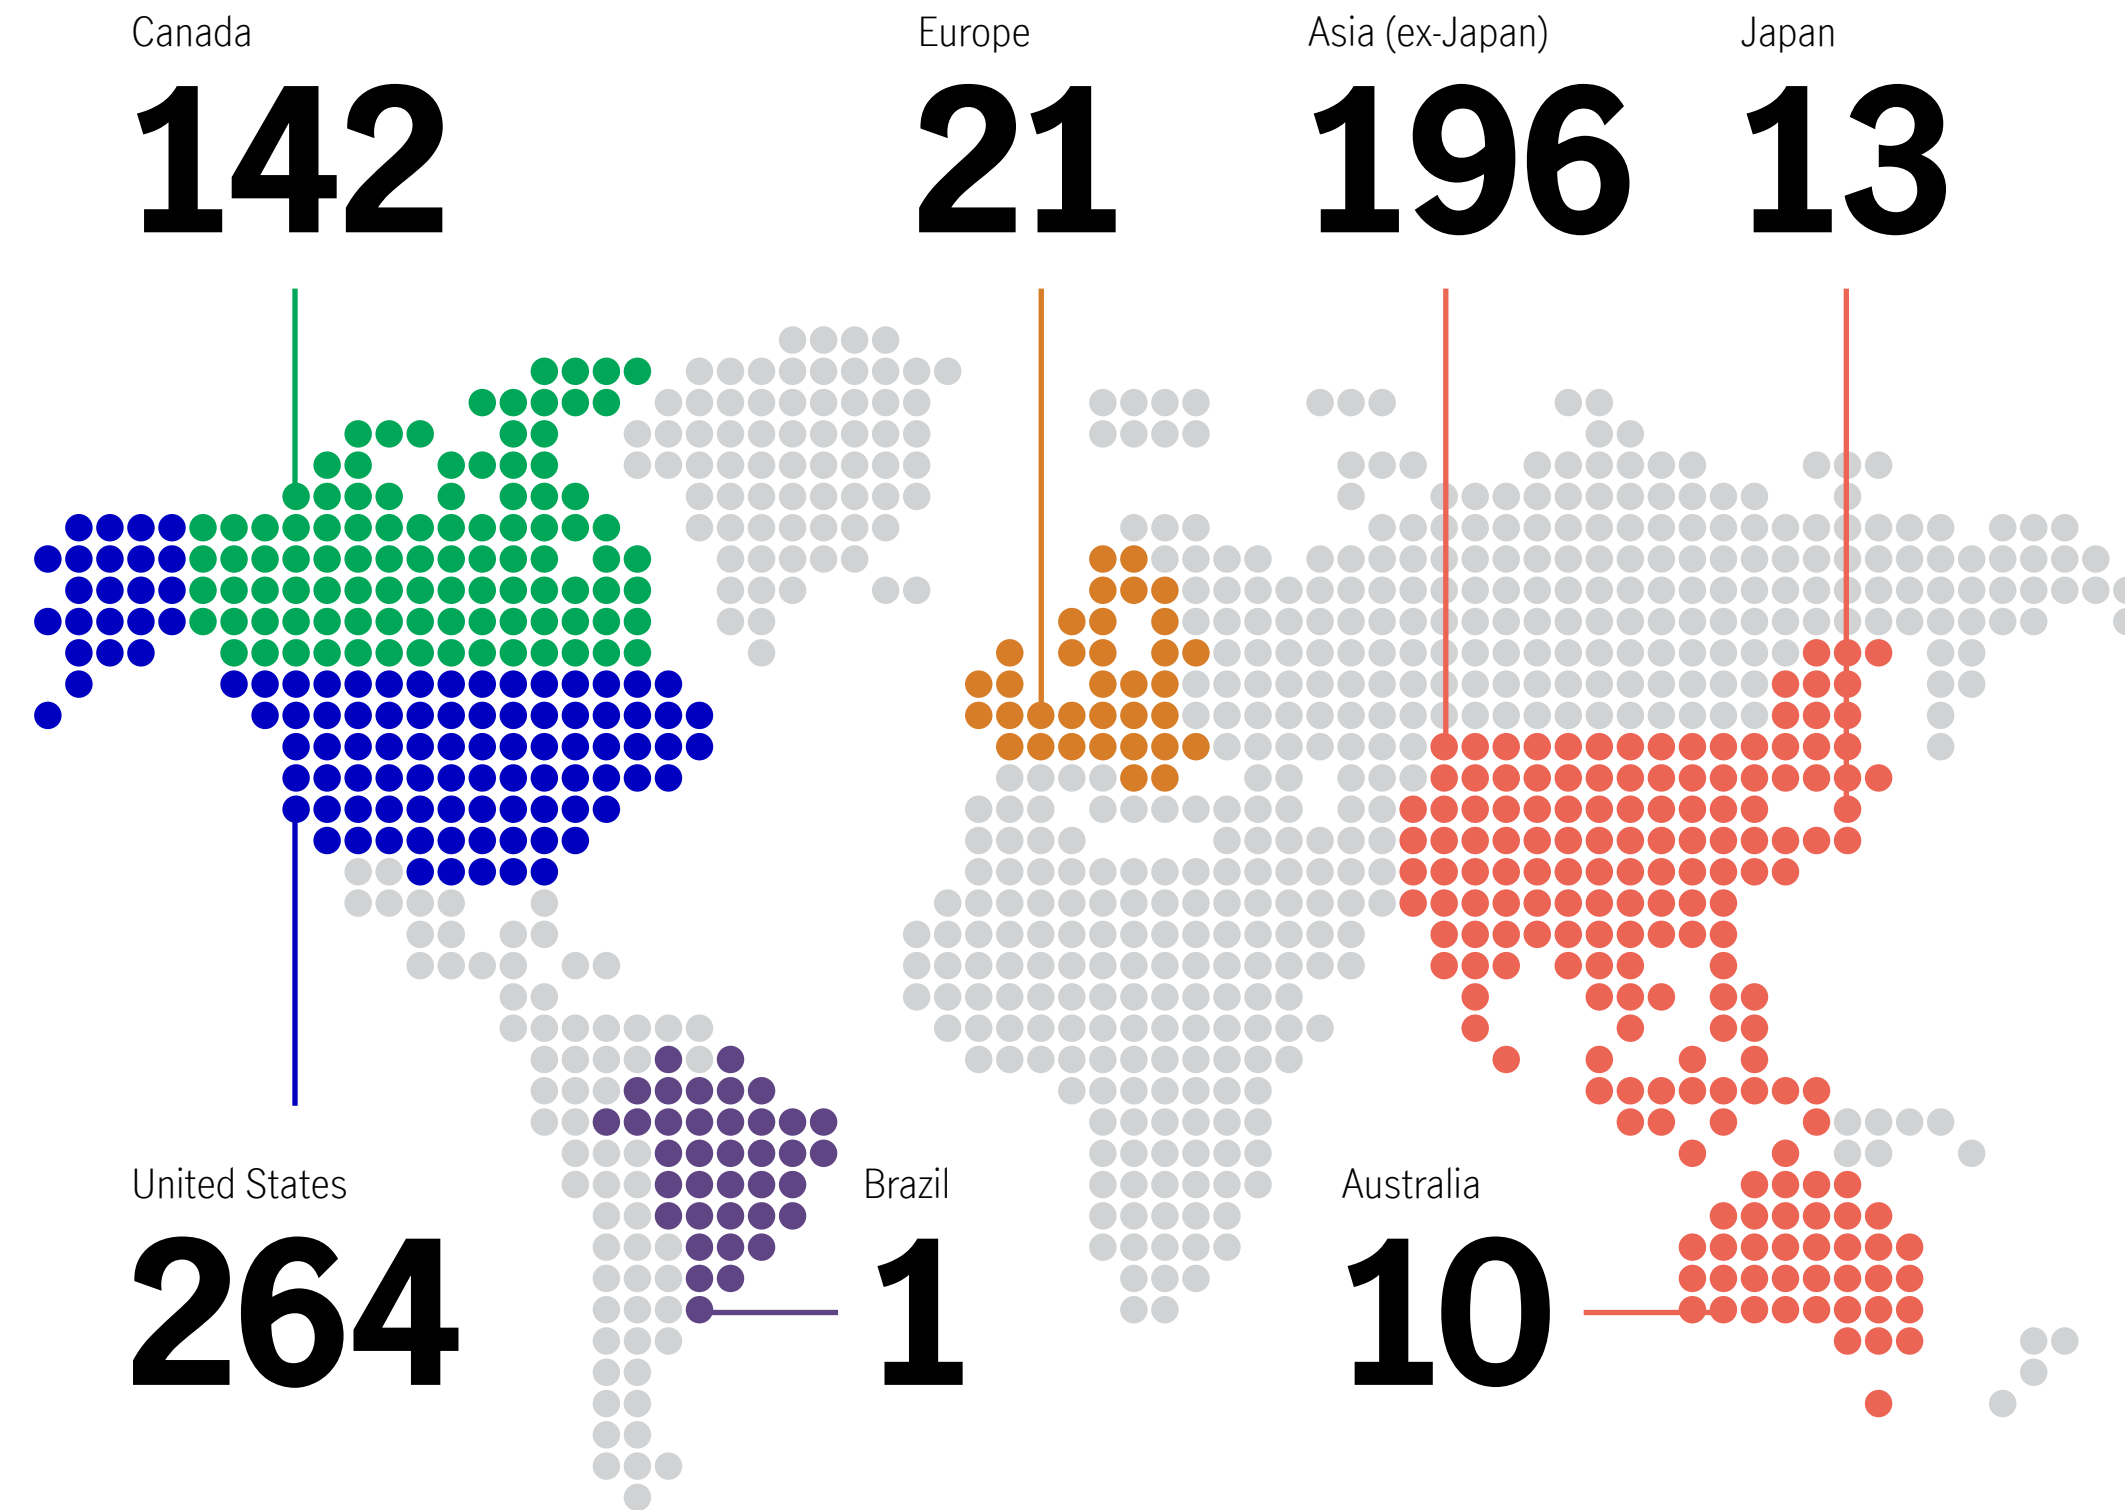 Canada
142
Europe
21
Asia (ex-Japan)
196
Japan
13
United States
264
Brazil
1
Australia
10